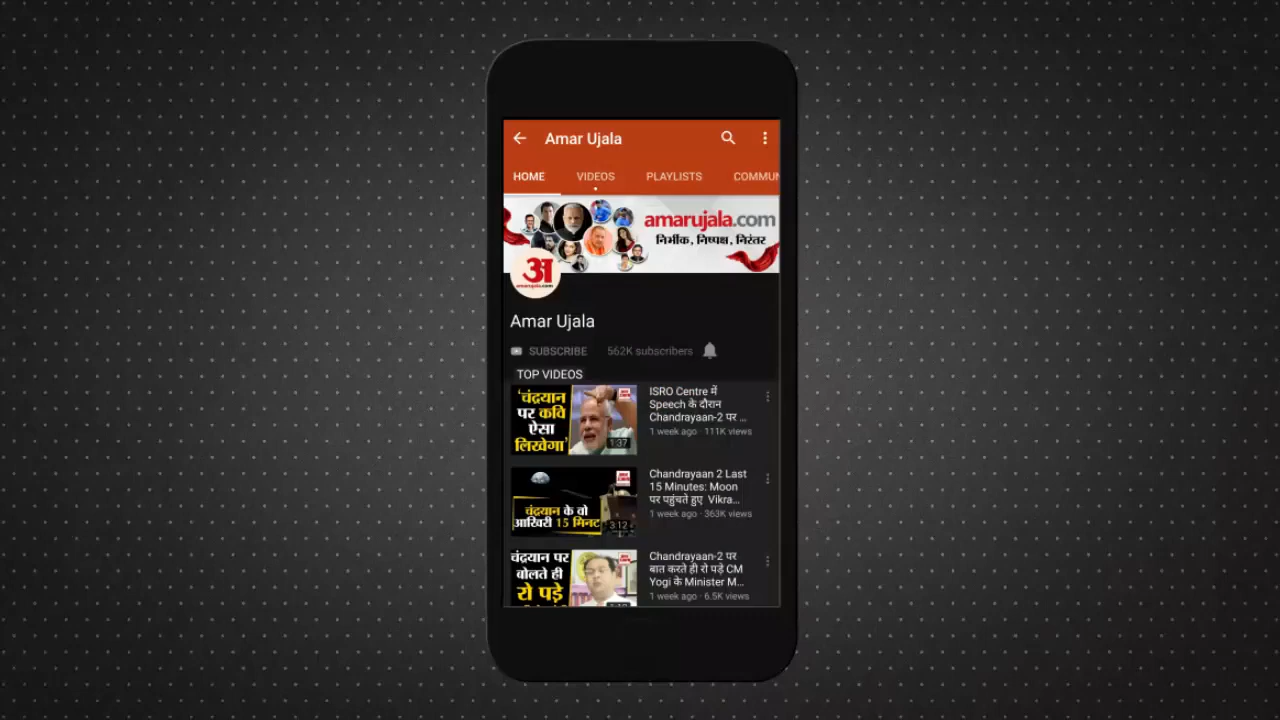 Amar Ujala
HOME VIDEOS PLAYLISTS COMMUN
amarujala.com
निर्भीक, निष्पक्ष, निरंतर
अ
amarujala.com
Amar Ujala
SUBSCRIBE 562K subscribers
TOP VIDEOS
'चंद्रयान
पर कवि
ऐसा
लिखेगा'
1:37
ISRO Centre में
Speech के दौरान
Chandrayaan-2 पर ...
1 week ago · 111K views
चंद्रयान के वो
आखिरी 15 मिनट
3:12
Chandrayaan 2 Last
15 Minutes: Moon
पर पहुंचते हुए Vikra...
1 week ago · 363K views
चंद्रयान पर
बोलते ही
रो पड़े
Chandrayaan-2 पर
बात करते ही रो पड़े CM
Yogi के Minister M...
1 week ago · 6.5K views